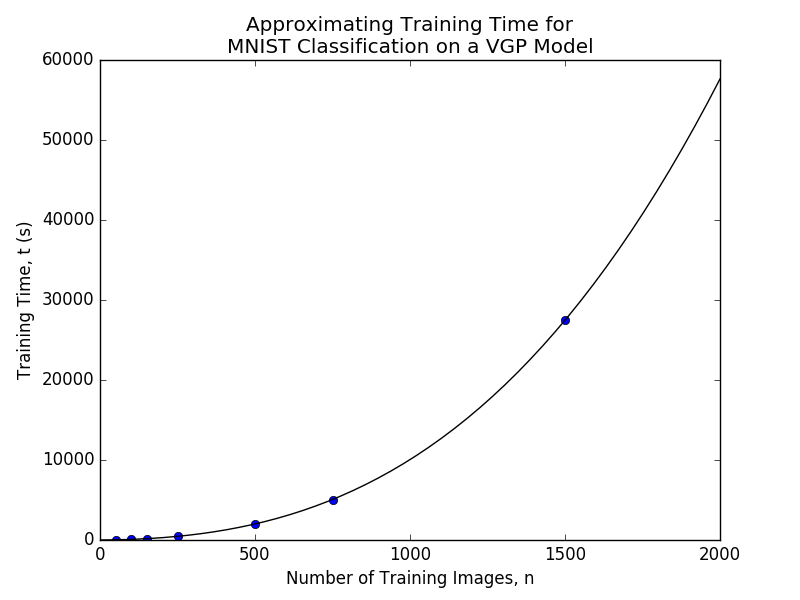 Approximating Training Time for
MNIST Classification on a VGP Model
60000
50000
40000
30000
20000
10000
0
Training Time, t (s)
0 500 1000 1500 2000
Number of Training Images, n